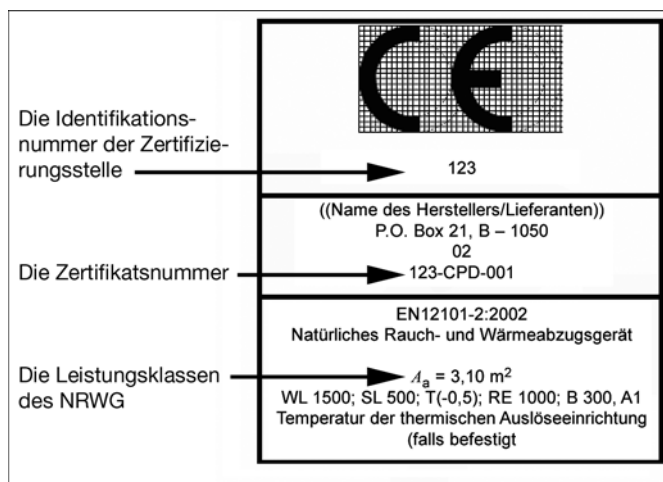 CE
Die Identifikations-
nummer der Zertifizie-
rungsstelle
123
((Name des Herstellers/Lieferanten))
P.O. Box 21, B – 1050
02
Die Zertifikatsnummer
123-CPD-001
EN12101-2:2002
Natürliches Rauch- und Wärmeabzugsgerät
Die Leistungsklassen
des NRWG
Aa = 3,10 m²
WL 1500; SL 500; T(-0,5); RE 1000; B 300, A1
Temperatur der thermischen Auslöseeinrichtung
(falls befestigt